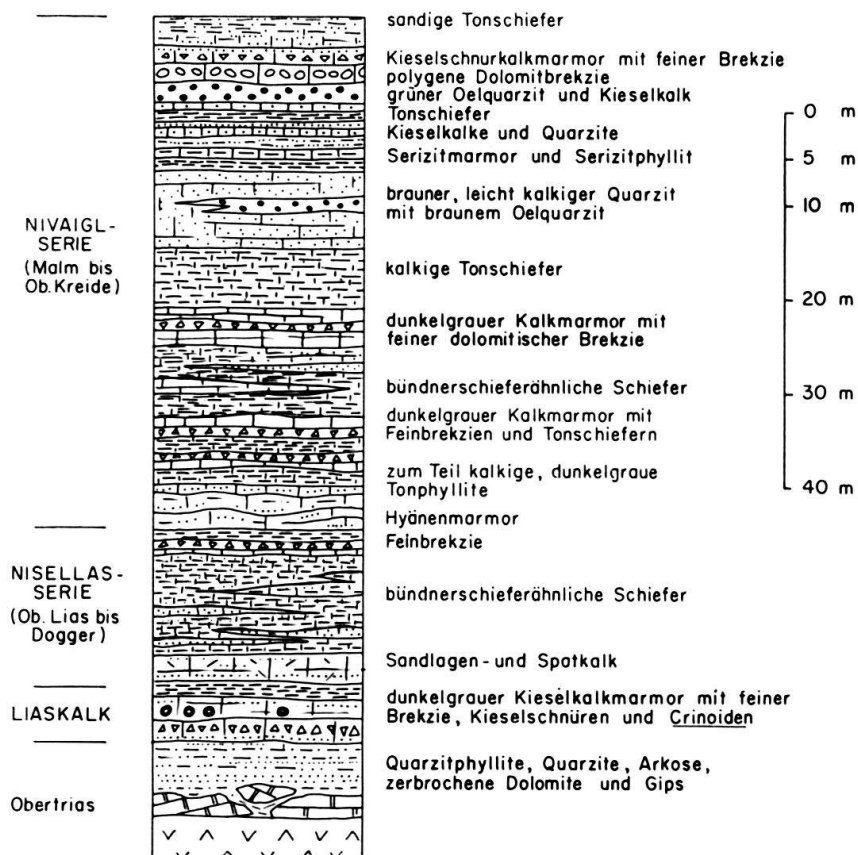 sandige Tonschiefer
Kieselschnurkalkmarmor mit feiner Brekzie
polygene Dolomitbrekzie
grüner Oelquarzit und Kieselkalk
Tonschiefer
Kieselkalke und Quarzite
Serizitmarmor und Serizitphyllit
brauner, leicht kalkiger Quarzit
mit braunem Oelquarzit
kalkige Tonschiefer
dunkelgrauer Kalkmarmor mit
feiner dolomitischer Brekzie
bündnerschieferähnliche Schiefer
dunkelgrauer Kalkmarmor mit
Feinbrekzien und Tonschiefern
zum Teil kalkige, dunkelgraue
Tonphyllite
Hyänenmarmor
Feinbrekzie
bündnerschieferähnliche Schiefer
Sandlagen- und Spatkalk
dunkelgrauer Kieselkalkmarmor mit feiner
Brekzie, Kieselschnüren und Crinoiden
Quarzitphyllite, Quarzite, Arkose,
zerbrochene Dolomite und Gips
NIVAIGL-
SERIE
(Malm bis
Ob. Kreide)
NISELLAS-
SERIE
(Ob. Lias bis
Dogger)
LIASKALK
Obertrias
0 m
5 m
10 m
20 m
30 m
40 m